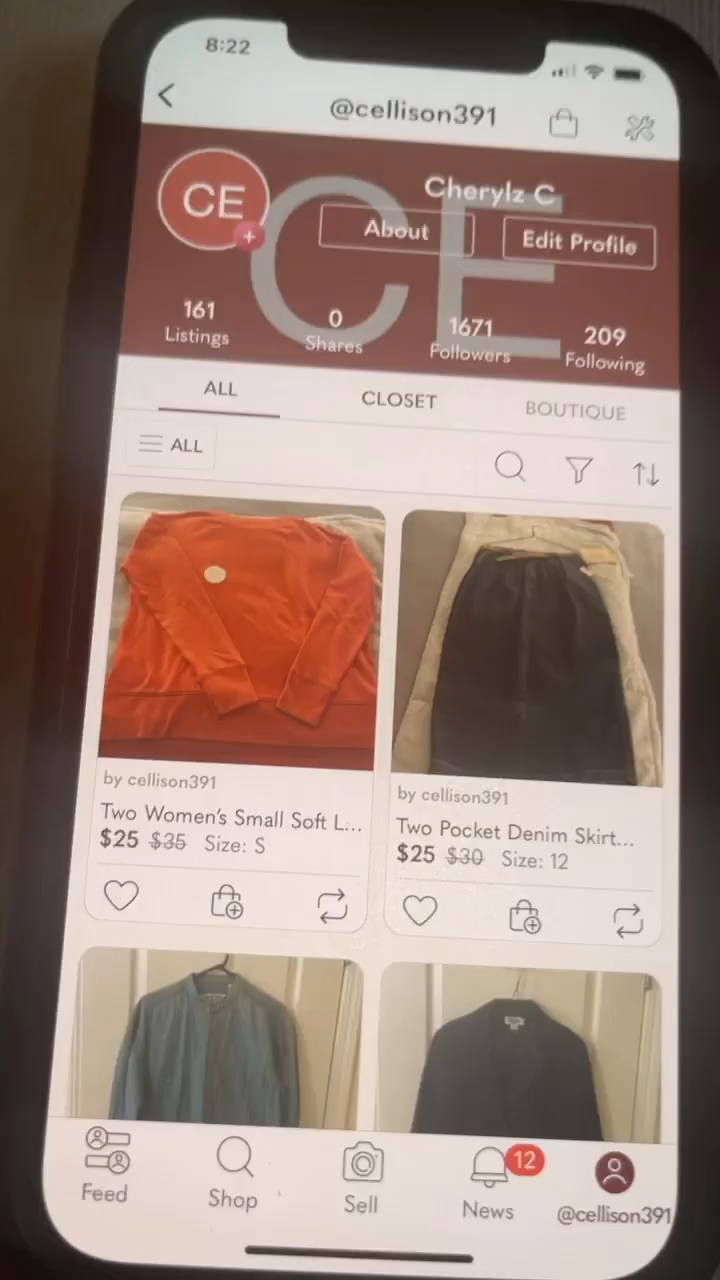 8:22
@cellison391
CE
CE
Cherylz C
About
Edit Profile
161
Listings
0
Shares
1671
Followers
209
Following
ALL
CLOSET
BOUTIQUE
ALL
by cellison391
Two Women's Small Soft L...
$25 $35 Size: S
by cellison391
Two Pocket Denim Skirt...
$25 $30 Size: 12
Feed
Shop
Sell
12
News
@cellison391